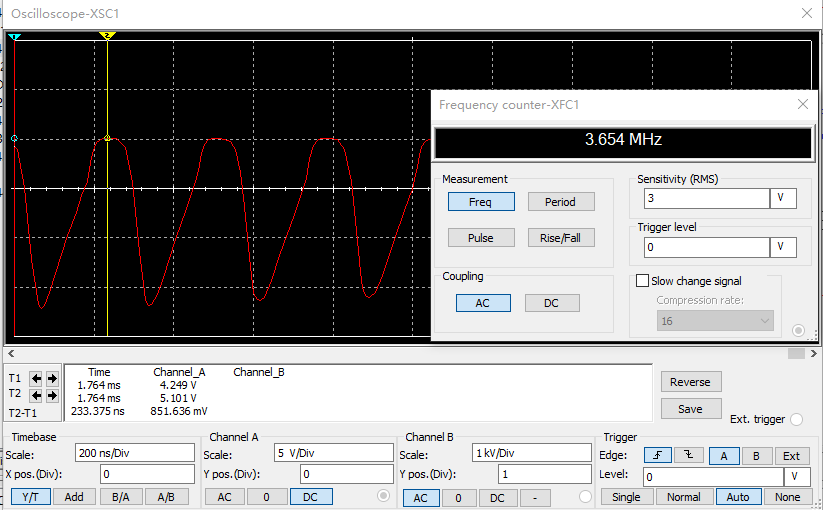 Oscilloscope-XSC1
1 2
Frequency counter-XFC1
3.654 MHz
Measurement
Freq Period
Pulse Rise/Fall
Coupling
AC DC
Sensitivity (RMS)
3 V
Trigger level
0 V
Slow change signal
Compression rate:
16
T1
T2
T2-T1
Time Channel_A Channel_B
1.764 ms 4.249 V
1.764 ms 5.101 V
233.375 ns 851.636 mV
Reverse
Save
Ext. trigger
Timebase
Scale: 200 ns/Div
X pos.(Div): 0
Y/T Add B/A A/B
Channel A
Scale: 5 V/Div
Y pos.(Div): 0
AC 0 DC
Channel B
Scale: 1 kV/Div
Y pos.(Div): 1
AC 0 DC -
Trigger
Edge: A B Ext
Level: 0 V
Single Normal Auto None